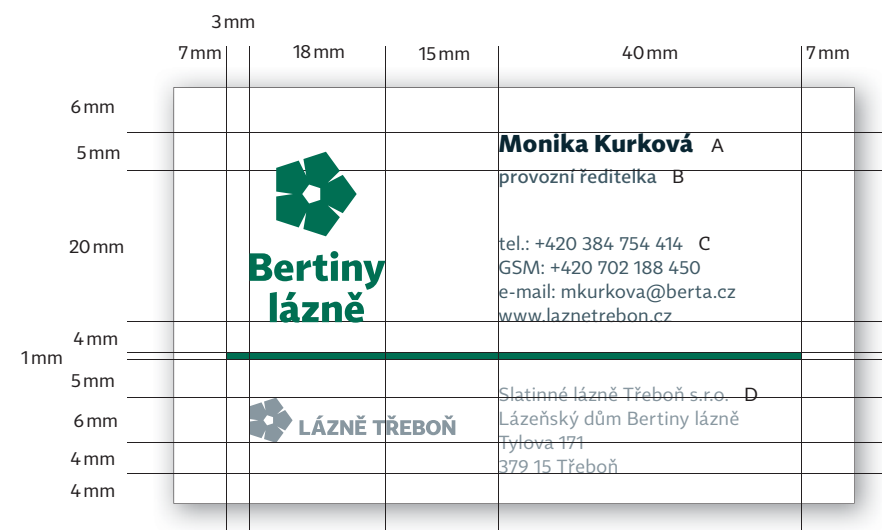 3 mm
7 mm 18 mm 15 mm 40 mm 7 mm
6 mm
5 mm
20 mm
4 mm
1 mm
5 mm
6 mm
4 mm
4 mm
Bertiny
lázně
LÁZNĚ TŘEBOŇ
Monika Kurková A
provozní ředitelka B
tel.: +420 384 754 414 C
GSM: +420 702 188 450
e-mail: mkurkova@berta.cz
www.laznetrebon.cz
Slatinné lázně Třeboň s.r.o. D
Lázeňský dům Bertiny lázně
Tylova 171
379 15 Třeboň